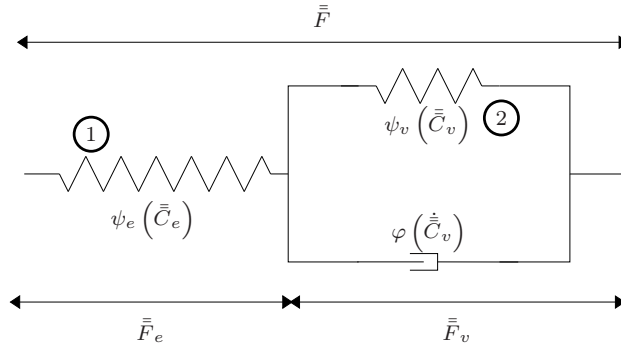 F̿
1
ψ_v (C̿_v)
2
ψ_e (C̿_e)
φ (Ċ̿_v)
F̿_e
F̿_v